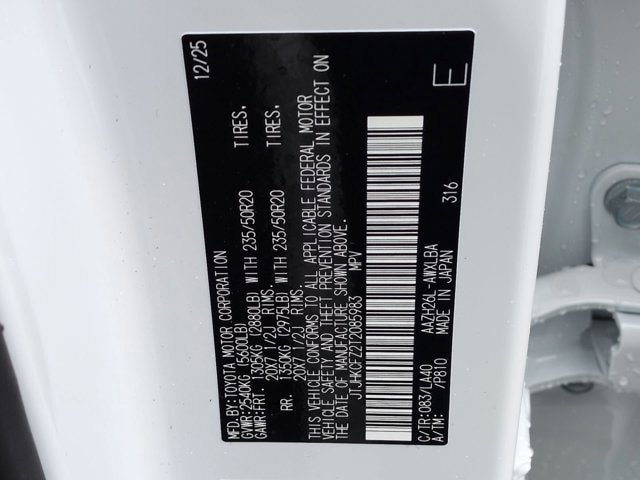 MFD.BY:TOYOTA MOTOR CORPORATION 12/25
GVWR:2540KG (5600LB)
GAWR:FRT. 1305KG (2880LB) WITH 235/50R20 TIRES.
20X7 1/2J RIMS.
RR. 1350KG (2975LB) WITH 235/50R20 TIRES.
20X7 1/2J RIMS.
THIS VEHICLE CONFORMS TO ALL APPLICABLE FEDERAL MOTOR
VEHICLE SAFETY AND THEFT PREVENTION STANDARDS IN EFFECT ON
THE DATE OF MANUFACTURE SHOWN ABOVE.
JTJHKCFZ2T2085983 MPV
C/TR:083/LA40 AAZH26L-AWXLBA
A/TM: /P810 MADE IN JAPAN
316
E